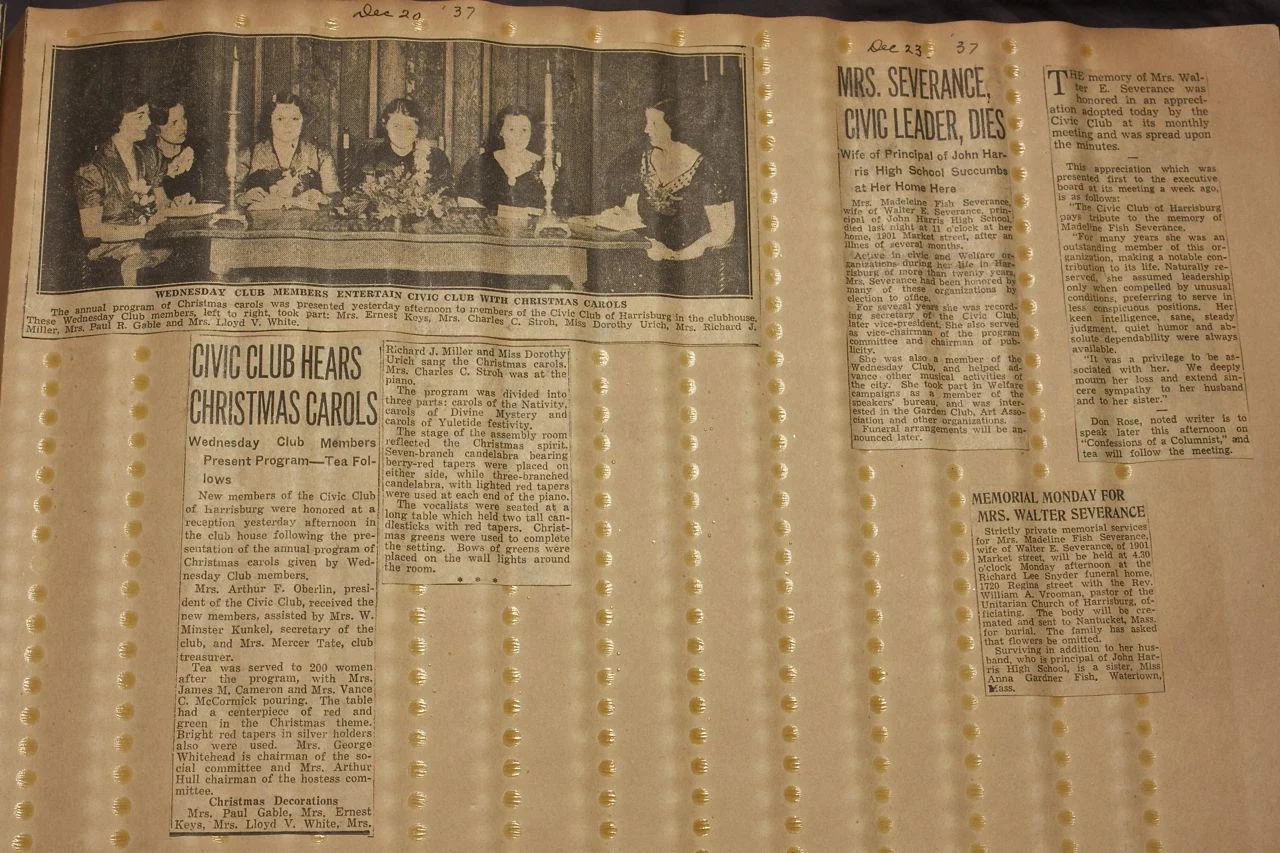 Dec 20 '37
WEDNESDAY CLUB MEMBERS ENTERTAIN CIVIC CLUB WITH CHRISTMAS CAROLS
The annual program of Christmas carols was presented yesterday afternoon to members of the Civic Club of Harrisburg in the clubhouse.
These Wednesday Club members, left to right, took part: Mrs. Ernest Keys, Mrs. Charles C. Stroh, Miss Dorothy Urich, Mrs. Richard J.
Miller, Mrs. Paul R. Gable and Mrs. Lloyd V. White.
CIVIC CLUB HEARS
CHRISTMAS CAROLS
Wednesday Club Members
Present Program—Tea Fol-
lows
New members of the Civic Club
of Harrisburg were honored at a
reception yesterday afternoon in
the club house following the pre-
sentation of the annual program of
Christmas carols given by Wed-
nesday Club members.
Mrs. Arthur F. Oberlin, presi-
dent of the Civic Club, received the
new members, assisted by Mrs. W.
Minster Kunkel, secretary of the
club, and Mrs. Mercer Tate, club
treasurer.
Tea was served to 200 women
after the program, with Mrs.
James M. Cameron and Mrs. Vance
C. McCormick pouring. The table
had a centerpiece of red and
green in the Christmas theme.
Bright red tapers in silver holders
also were used. Mrs. George
Whitehead is chairman of the so-
cial committee and Mrs. Arthur
Hull chairman of the hostess com-
mittee.
Christmas Decorations
Mrs. Paul Gable, Mrs. Ernest
Keys, Mrs. Lloyd V. White, Mrs.
Richard J. Miller and Miss Dorothy
Urich sang the Christmas carols.
Mrs. Charles C. Stroh was at the
piano.
The program was divided into
three parts: carols of the Nativity,
carols of Divine Mystery and
carols of Yuletide festivity.
The stage of the assembly room
reflected the Christmas spirit.
Seven-branch candelabra bearing
berry-red tapers were placed on
either side, while three-branched
candelabra, with lighted red tapers
were used at each end of the piano.
The vocalists were seated at a
long table which held two tall can-
dlesticks with red tapers. Christ-
mas greens were used to complete
the setting. Bows of greens were
placed on the wall lights around
the room.
* * *
Dec 23 '37
MRS. SEVERANCE,
CIVIC LEADER, DIES
Wife of Principal of John Har-
ris High School Succumbs
at Her Home Here
Mrs. Madeline Fish Severance,
wife of Walter E. Severance, prin-
cipal of John Harris High School,
died last night at 11 o'clock at her
home, 1901 Market street, after an
illnes of several months.
Active in civic and Welfare or-
ganizations during her life in Har-
risburg of more than twenty years,
Mrs. Severance had been honored by
many of these organizations by
election to office.
For several years she was record-
ing secretary of the Civic Club,
later vice-president. She also served
as vice-chairman of the program
committee and chairman of pub-
licity.
She was also a member of the
Wednesday Club, and helped ad-
vance other musical activities of
the city. She took part in Welfare
campaigns as a member of the
speakers' bureau, and was inter-
ested in the Garden Club, Art Asso-
ciation and other organizations.
Funeral arrangements will be an-
nounced later.
THE memory of Mrs. Wal-
ter E. Severance was
honored in an appreci-
ation adopted today by the
Civic Club at its monthly
meeting and was spread upon
the minutes.
—
This appreciation which was
presented first to the executive
board at its meeting a week ago,
is as follows:
"The Civic Club of Harrisburg
pays tribute to the memory of
Madeline Fish Severance.
"For many years she was an
outstanding member of this or-
ganization, making a notable con-
tribution to its life. Naturally re-
served, she assumed leadership
only when compelled by unusual
conditions, preferring to serve in
less conspicuous positions. Her
keen intelligence, sane, steady
judgment, quiet humor and ab-
solute dependability were always
available.
"It was a privilege to be as-
sociated with her. We deeply
mourn her loss and extend sin-
cere sympathy to her husband
and to her sister."
—
Don Rose, noted writer is to
speak later this afternoon on
"Confessions of a Columnist," and
tea will follow the meeting.
MEMORIAL MONDAY FOR
MRS. WALTER SEVERANCE
Strictly private memorial services
for Mrs. Madeline Fish Severance,
wife of Walter E. Severance, of 1901
Market street, will be held at 4.30
o'clock Monday afternoon at the
Richard Lee Snyder funeral home,
1720 Regina street with the Rev.
William A. Vrooman, pastor of the
Unitarian Church of Harrisburg, of-
ficiating. The body will be cre-
mated and sent to Nantucket, Mass.
for burial. The family has asked
that flowers be omitted.
Surviving in addition to her hus-
band, who is principal of John Har-
ris High School, is a sister, Miss
Anna Gardner Fish, Watertown,
Mass.